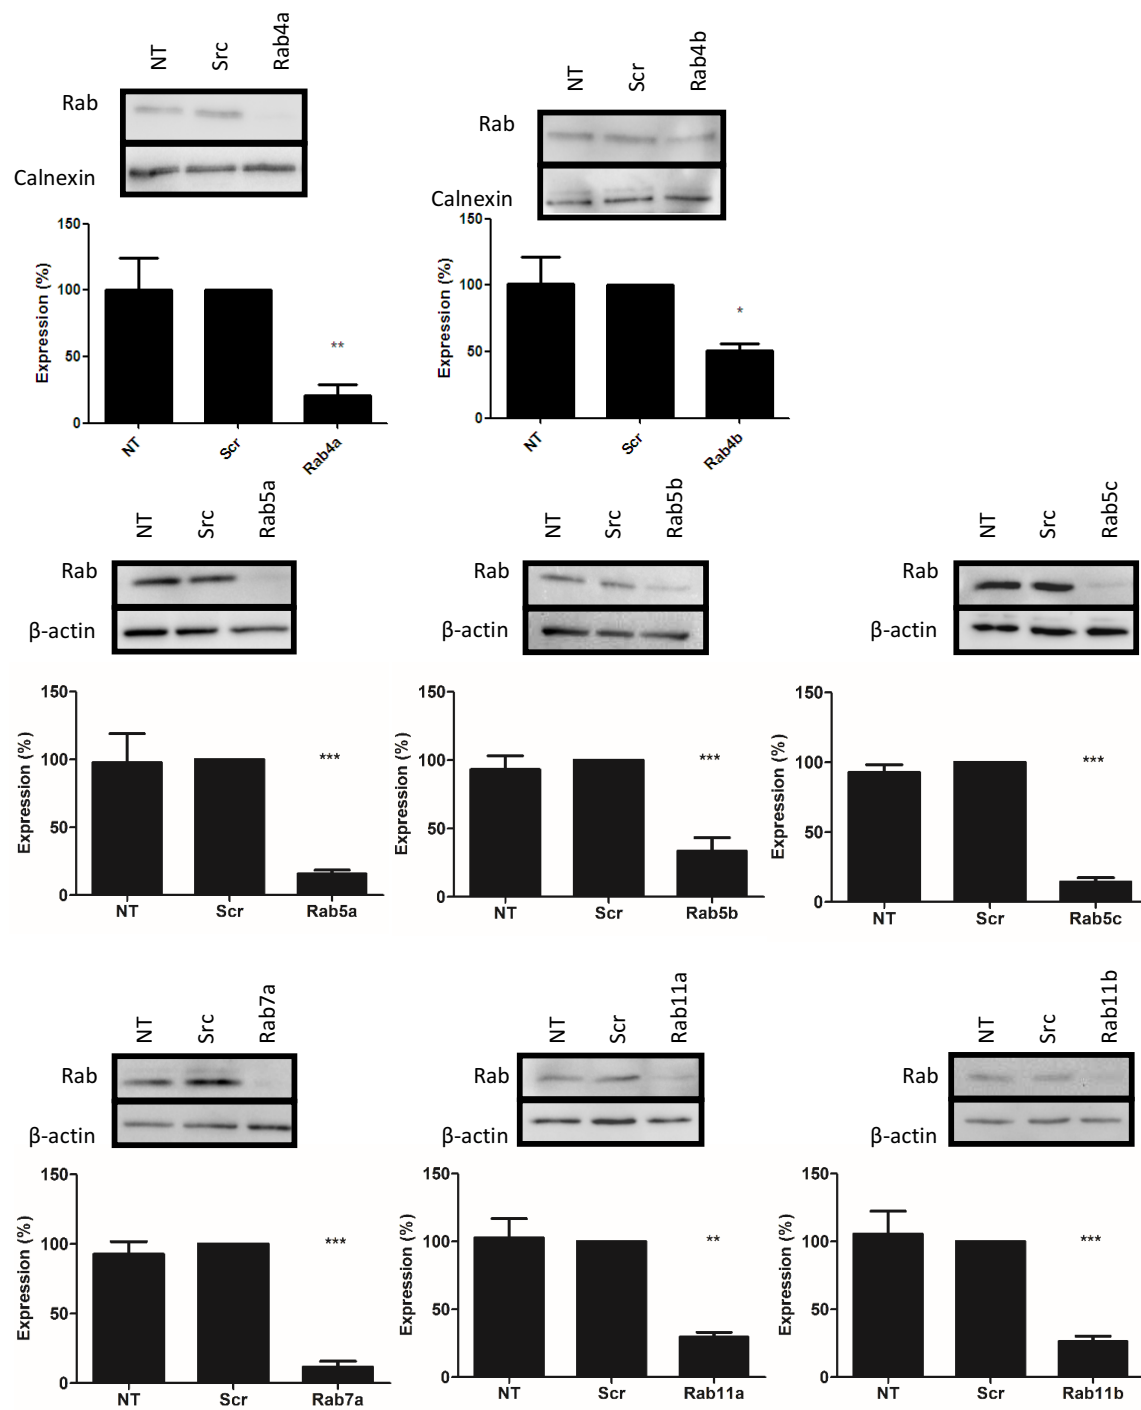 NT Src Rab4a
Rab
Calnexin
150
100
50
0
Expression (%)
**
NT Scr Rab4a
NT Scr Rab4b
Rab
Calnexin
150
100
50
0
Expression (%)
*
NT Scr Rab4b
NT Src Rab5a
Rab
β-actin
150
100
50
0
Expression (%)
***
NT Scr Rab5a
NT Src Rab5b
Rab
β-actin
150
100
50
0
Expression (%)
***
NT Scr Rab5b
NT Src Rab5c
Rab
β-actin
150
100
50
0
Expression (%)
***
NT Scr Rab5c
NT Src Rab7a
Rab
β-actin
150
100
50
0
Expression (%)
***
NT Scr Rab7a
NT Scr Rab11a
Rab
β-actin
150
100
50
0
Expression (%)
**
NT Scr Rab11a
NT Src Rab11b
Rab
β-actin
150
100
50
0
Expression (%)
***
NT Scr Rab11b